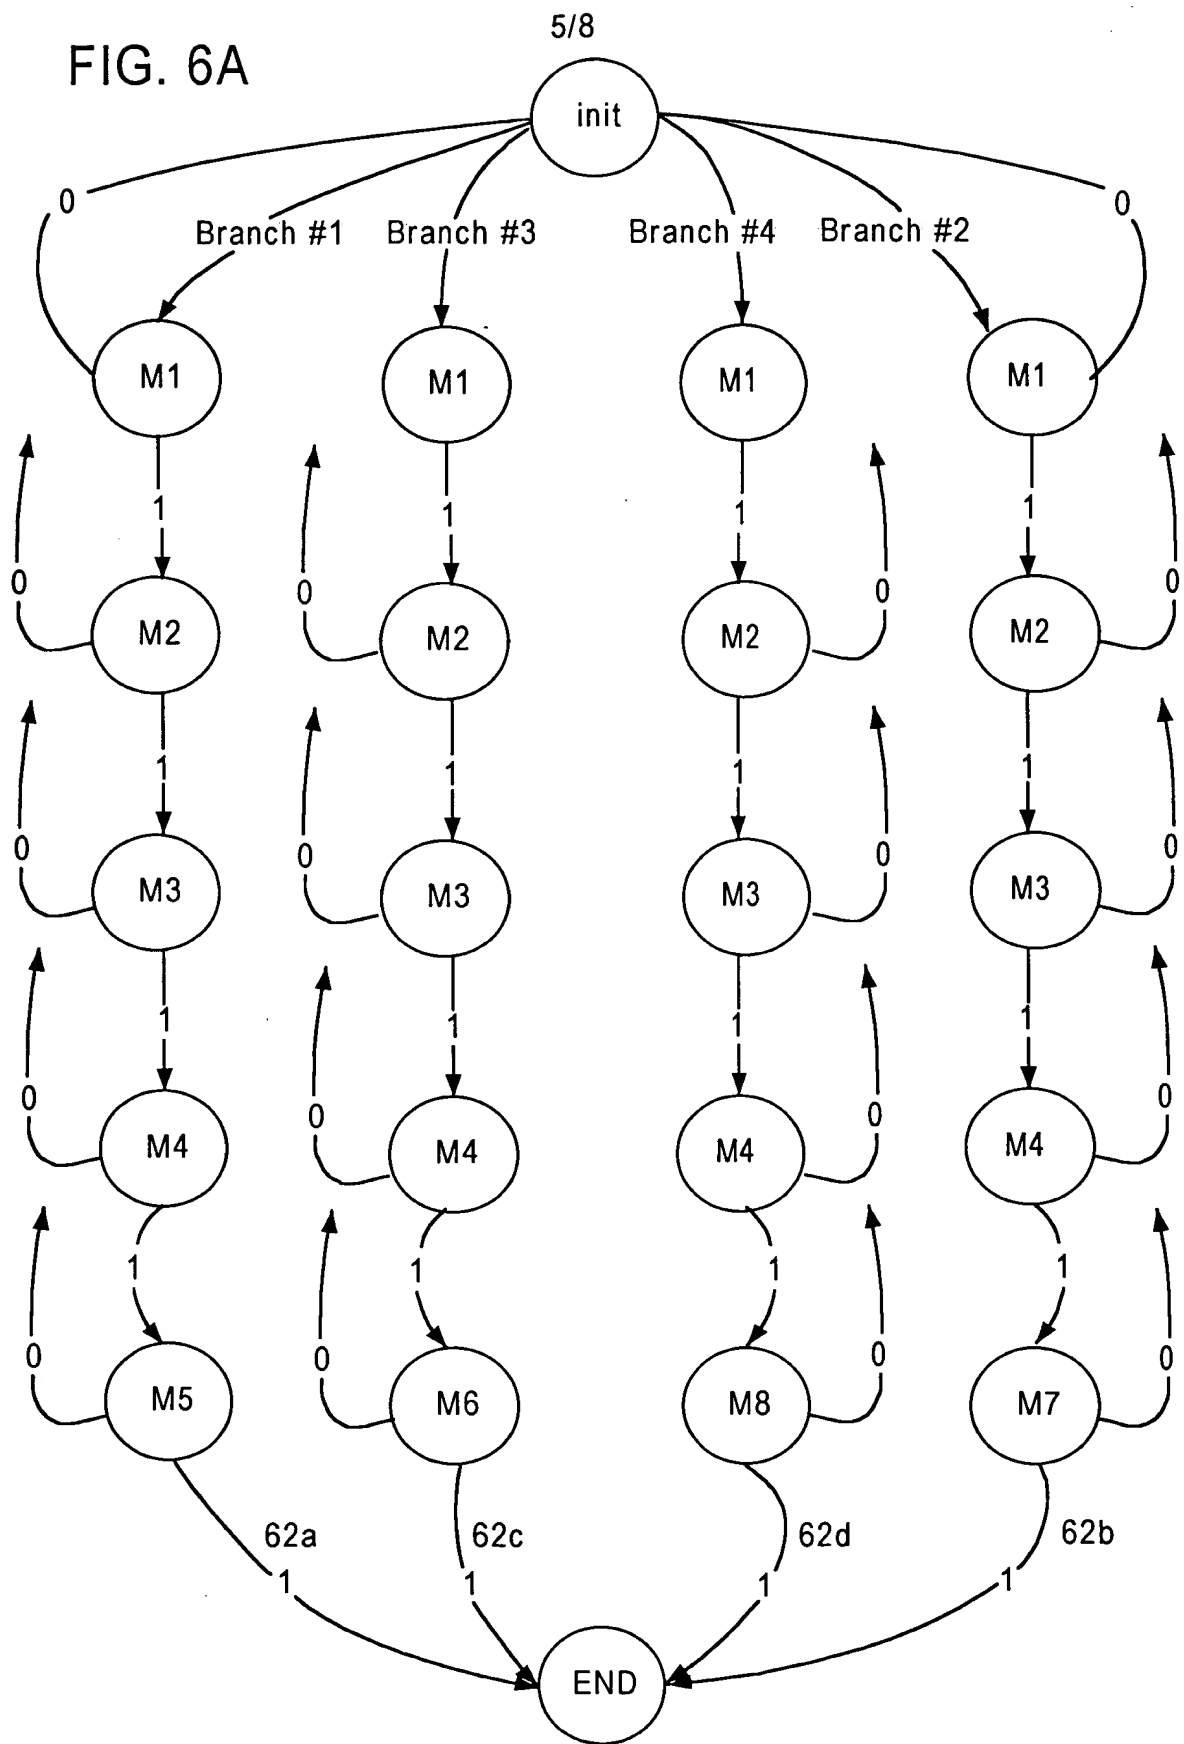 5/8
FIG. 6A
init
0
0
Branch #1 Branch #3 Branch #4 Branch #2
M1 M1 M1 M1
1 1 1 1
0 0 0 0
M2 M2 M2 M2
1 1 1 1
0 0 0 0
M3 M3 M3 M3
1 1 1 1
0 0 0 0
M4 M4 M4 M4
1 1 1 1
0 0 0 0
M5 M6 M8 M7
62a 62c 62d 62b
1 1 1 1
END